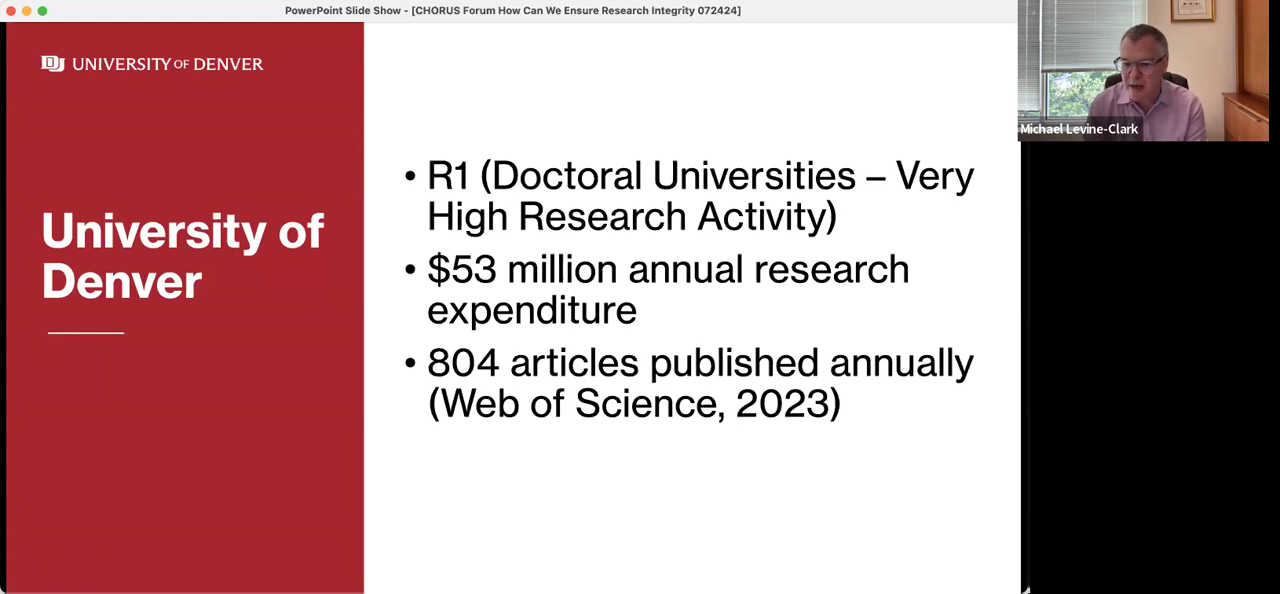 PowerPoint Slide Show - [CHORUS Forum How Can We Ensure Research Integrity 072424]
UNIVERSITY OF DENVER
University of
Denver
• R1 (Doctoral Universities – Very
High Research Activity)
• $53 million annual research
expenditure
• 804 articles published annually
(Web of Science, 2023)
Michael Levine-Clark